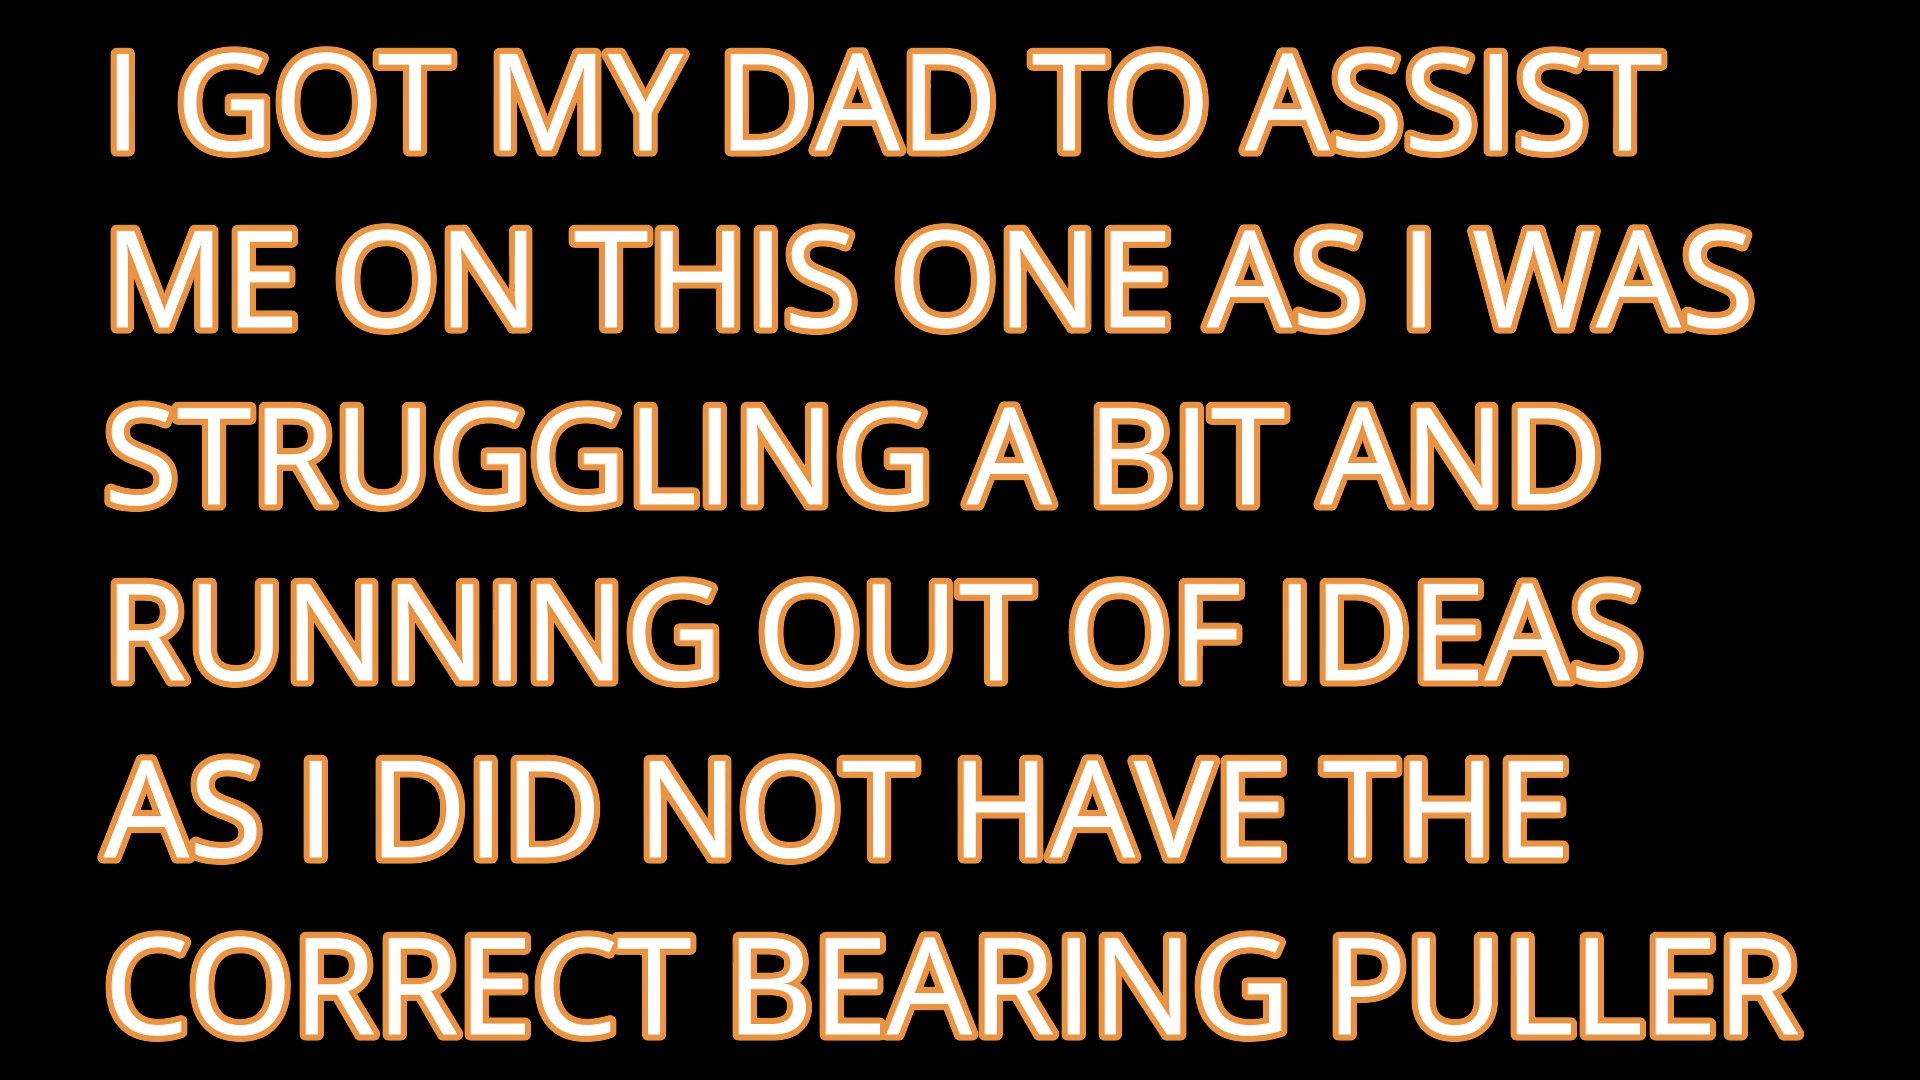 I GOT MY DAD TO ASSIST
ME ON THIS ONE AS I WAS
STRUGGLING A BIT AND
RUNNING OUT OF IDEAS
AS I DID NOT HAVE THE
CORRECT BEARING PULLER